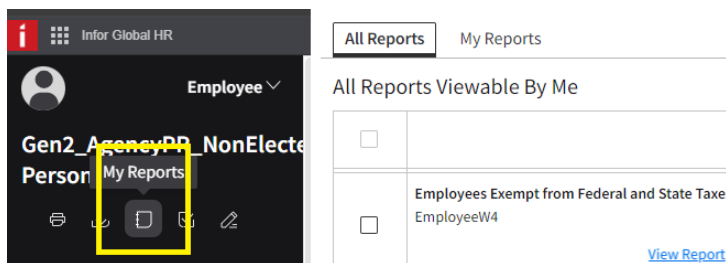 Infor Global HR
Employee
Gen2_AgencyPR_NonElecte
Person
My Reports
All Reports
My Reports
All Reports Viewable By Me
Employees Exempt from Federal and State Taxe
EmployeeW4
View Report